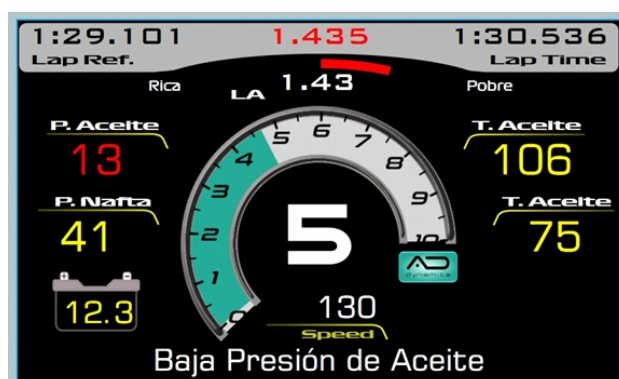 1:29.101 1.435 1:30.536
Lap Ref. Lap Time
Rica LA 1.43 Pobre
P. Aceite T. Aceite
13 106
P. Nafta T. Aceite
41 75
12.3
0 1 2 3 4 5 6 7 8 9 10
5
AD
dynamics
130
Speed
Baja Presión de Aceite